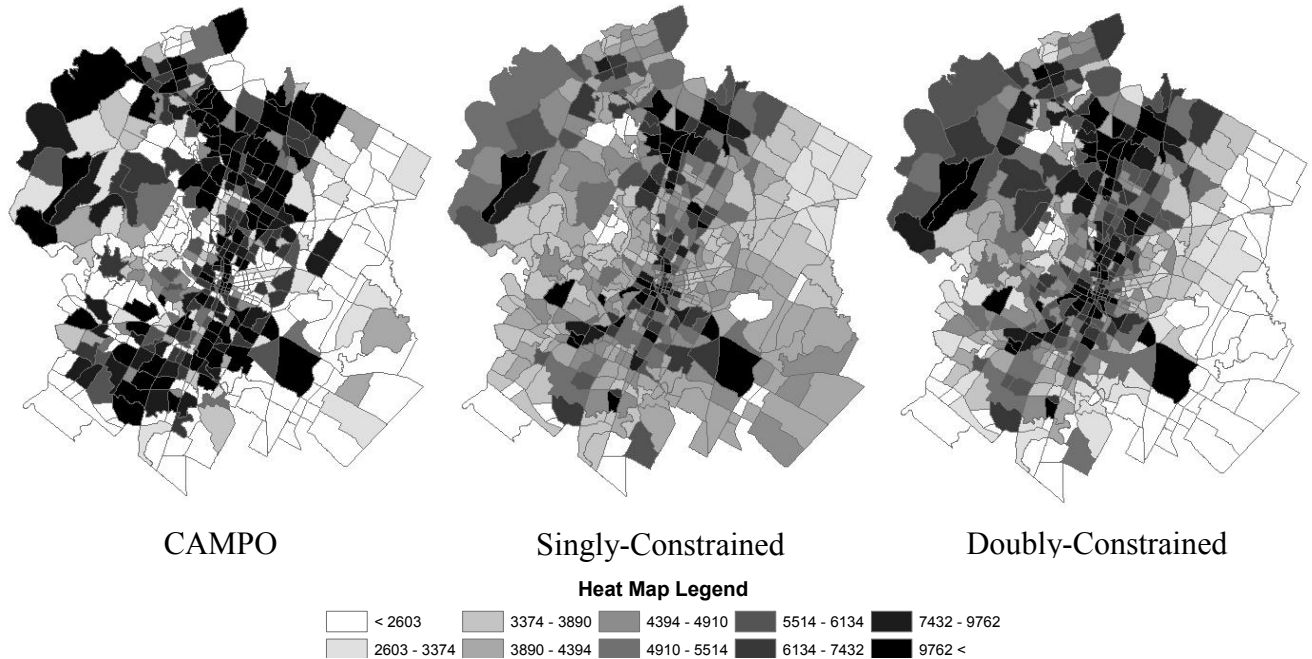 CAMPO Singly-Constrained Doubly-Constrained
Heat Map Legend
< 2603 3374 - 3890 4394 - 4910 5514 - 6134 7432 - 9762
2603 - 3374 3890 - 4394 4910 - 5514 6134 - 7432 9762 <